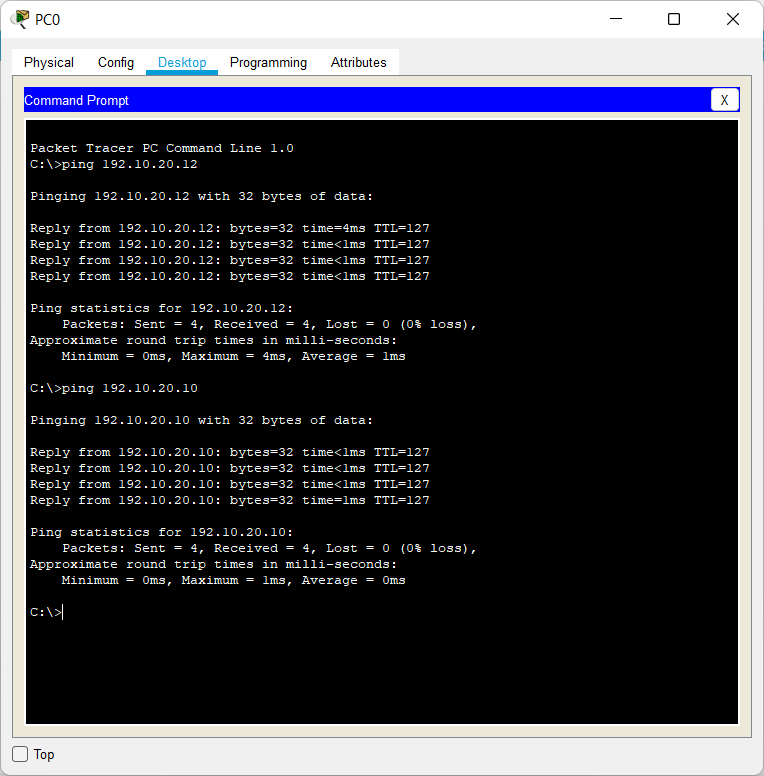 PC0
Physical Config Desktop Programming Attributes
Command Prompt X
Packet Tracer PC Command Line 1.0
C:\>ping 192.10.20.12
Pinging 192.10.20.12 with 32 bytes of data:
Reply from 192.10.20.12: bytes=32 time=4ms TTL=127
Reply from 192.10.20.12: bytes=32 time<1ms TTL=127
Reply from 192.10.20.12: bytes=32 time<1ms TTL=127
Reply from 192.10.20.12: bytes=32 time<1ms TTL=127
Ping statistics for 192.10.20.12:
    Packets: Sent = 4, Received = 4, Lost = 0 (0% loss),
Approximate round trip times in milli-seconds:
    Minimum = 0ms, Maximum = 4ms, Average = 1ms
C:\>ping 192.10.20.10
Pinging 192.10.20.10 with 32 bytes of data:
Reply from 192.10.20.10: bytes=32 time<1ms TTL=127
Reply from 192.10.20.10: bytes=32 time<1ms TTL=127
Reply from 192.10.20.10: bytes=32 time<1ms TTL=127
Reply from 192.10.20.10: bytes=32 time=1ms TTL=127
Ping statistics for 192.10.20.10:
    Packets: Sent = 4, Received = 4, Lost = 0 (0% loss),
Approximate round trip times in milli-seconds:
    Minimum = 0ms, Maximum = 1ms, Average = 0ms
C:\>
Top